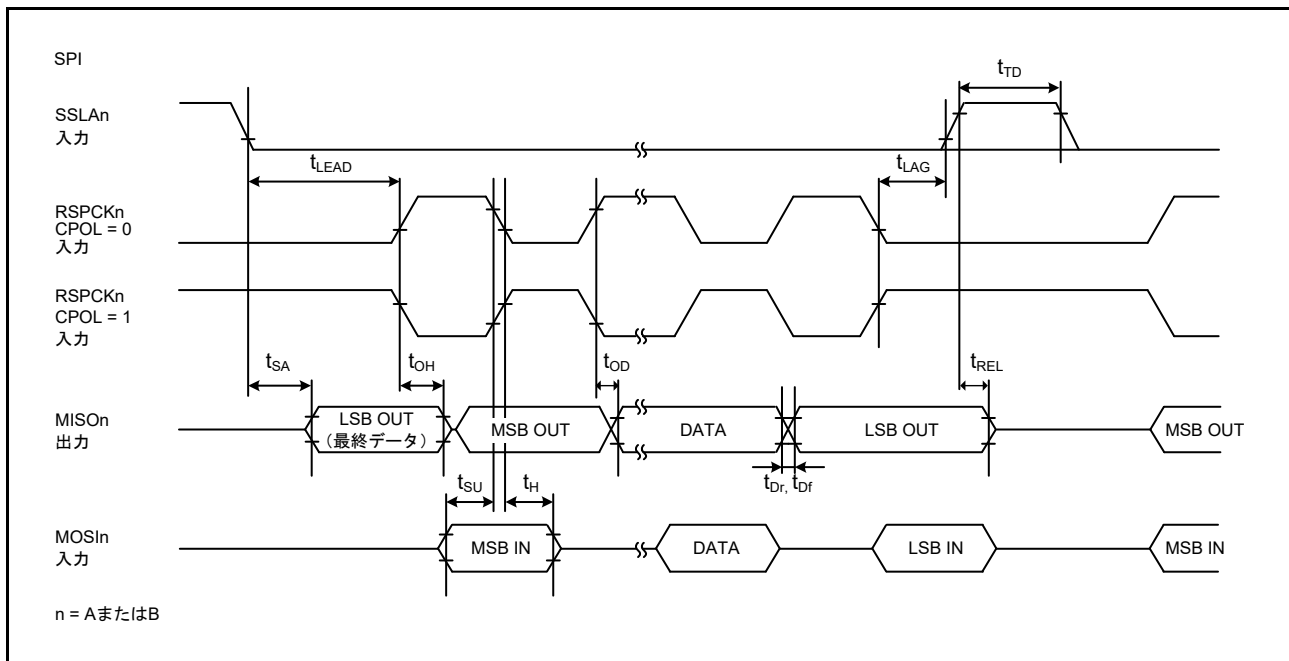 SPI
SSLAn
入力
tTD
tLEAD
tLAG
RSPCKn
CPOL = 0
入力
RSPCKn
CPOL = 1
入力
tSA
tOH
tOD
tREL
MISOn
出力
LSB OUT
(最終データ)
MSB OUT
DATA
LSB OUT
MSB OUT
tSU
tH
tDr, tDf
MOSIn
入力
MSB IN
DATA
LSB IN
MSB IN
n = AまたはB